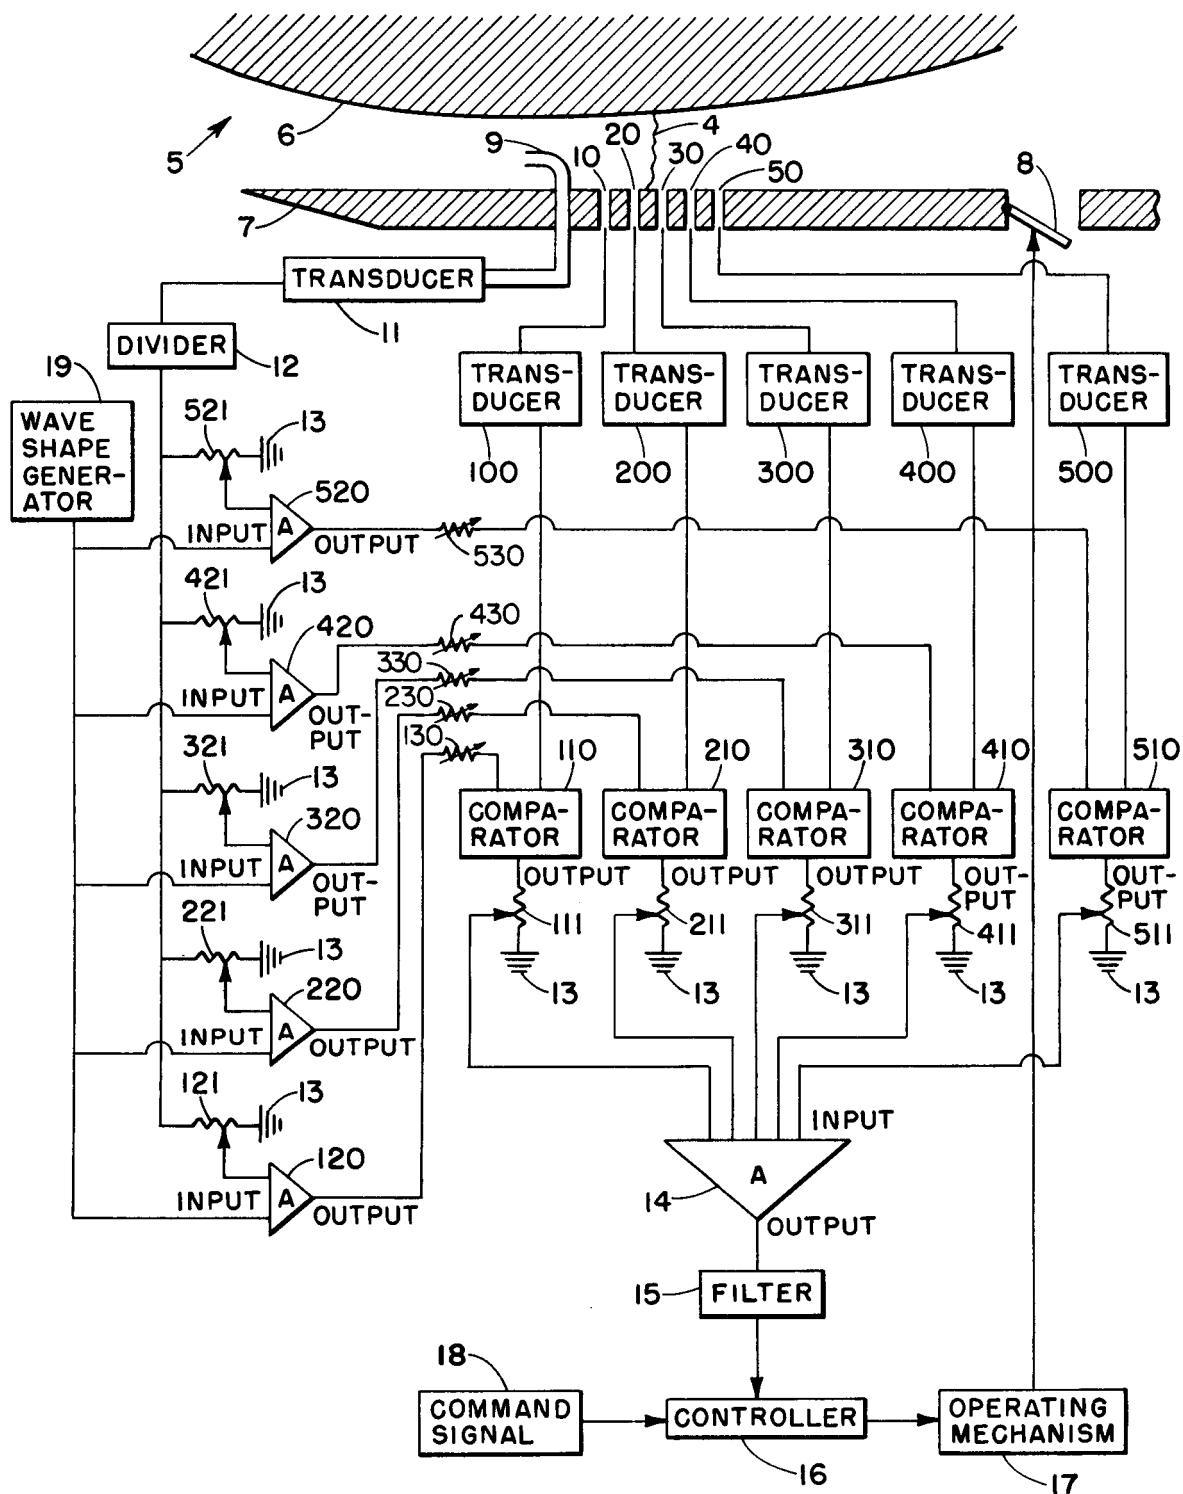 4
9
20
30
40
6
10
50
8
5
7
TRANSDUCER
11
DIVIDER
12
19
TRANS-
DUCER
TRANS-
DUCER
TRANS-
DUCER
TRANS-
DUCER
TRANS-
DUCER
100
200
300
400
500
WAVE
SHAPE
GENER-
ATOR
521
13
520
INPUT
A
OUTPUT
530
421
13
420
430
INPUT
A
OUT-
PUT
330
230
130
321
13
320
INPUT
A
OUT-
PUT
110
210
310
410
510
COMPA-
RATOR
COMPA-
RATOR
COMPA-
RATOR
COMPA-
RATOR
COMPA-
RATOR
OUTPUT
OUTPUT
OUTPUT
OUT-
PUT
OUT-
PUT
111
211
311
411
511
13
13
13
13
13
221
13
220
INPUT
A
OUTPUT
121
13
120
INPUT
A
OUTPUT
INPUT
A
14
OUTPUT
15
FILTER
18
COMMAND
SIGNAL
CONTROLLER
16
OPERATING
MECHANISM
17